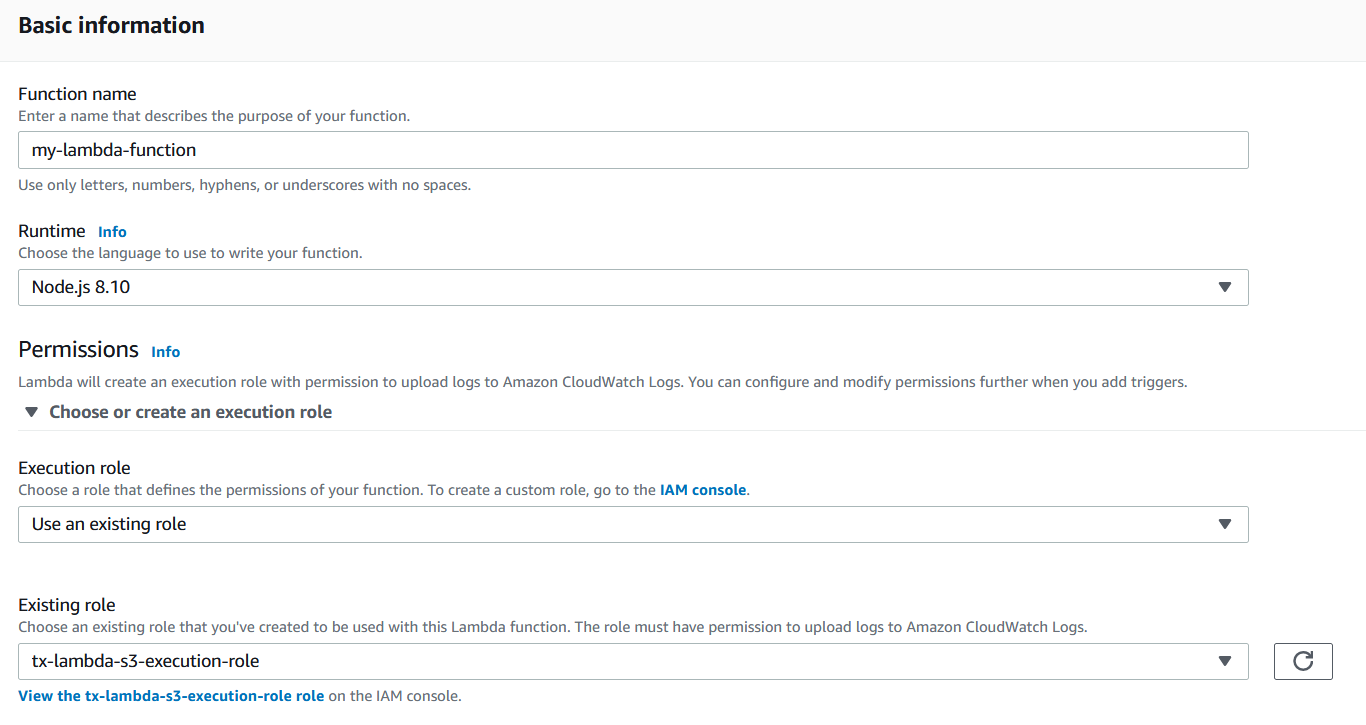 Basic information
Function name
Enter a name that describes the purpose of your function.
my-lambda-function
Use only letters, numbers, hyphens, or underscores with no spaces.
Runtime Info
Choose the language to use to write your function.
Node.js 8.10
Permissions Info
Lambda will create an execution role with permission to upload logs to Amazon CloudWatch Logs. You can configure and modify permissions further when you add triggers.
Choose or create an execution role
Execution role
Choose a role that defines the permissions of your function. To create a custom role, go to the IAM console.
Use an existing role
Existing role
Choose an existing role that you've created to be used with this Lambda function. The role must have permission to upload logs to Amazon CloudWatch Logs.
tx-lambda-s3-execution-role
View the tx-lambda-s3-execution-role role on the IAM console.